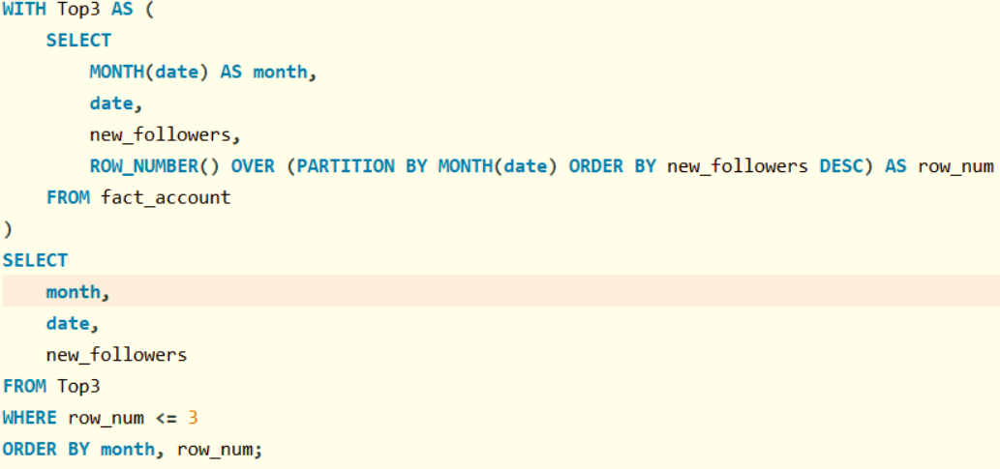 WITH Top3 AS (
    SELECT
        MONTH(date) AS month,
        date,
        new_followers,
        ROW_NUMBER() OVER (PARTITION BY MONTH(date) ORDER BY new_followers DESC) AS row_num
    FROM fact_account
)
SELECT
    month,
    date,
    new_followers
FROM Top3
WHERE row_num <= 3
ORDER BY month, row_num;